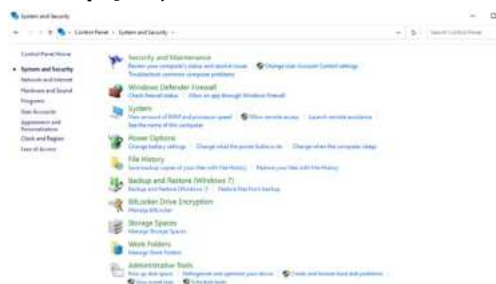 System and Security
Control Panel
System and Security
Search Control Panel
Control Panel Home
System and Security
Network and Internet
Hardware and Sound
Programs
User Accounts
Appearance and
Personalization
Clock and Region
Ease of Access
Security and Maintenance
Review your computer's status and resolve issues Change User Account Control settings
Troubleshoot common computer problems
Windows Defender Firewall
Check firewall status Allow an app through Windows Firewall
System
View amount of RAM and processor speed Allow remote access Launch remote assistance
See the name of this computer
Power Options
Change battery settings Change what the power buttons do Change when the computer sleeps
File History
Save backup copies of your files with File History Restore your files with File History
Backup and Restore (Windows 7)
Backup and Restore (Windows 7) Restore files from backup
BitLocker Drive Encryption
Manage BitLocker
Storage Spaces
Manage Storage Spaces
Work Folders
Manage Work Folders
Administrative Tools
Free up disk space Defragment and optimize your drives Create and format hard disk partitions
View event logs Schedule tasks